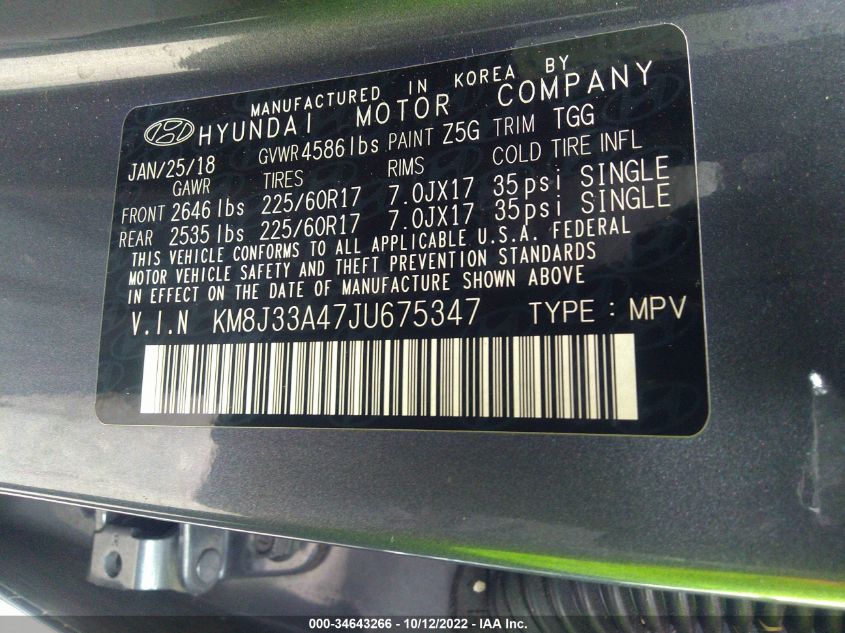 MANUFACTURED IN KOREA BY
HYUNDAI MOTOR COMPANY
JAN/25/18 GVWR 4586 lbs PAINT Z5G TRIM TGG
GAWR TIRES RIMS COLD TIRE INFL
FRONT 2646 lbs 225/60R17 7.0JX17 35psi SINGLE
REAR 2535 lbs 225/60R17 7.0JX17 35psi SINGLE
THIS VEHICLE CONFORMS TO ALL APPLICABLE U.S.A. FEDERAL
MOTOR VEHICLE SAFETY AND THEFT PREVENTION STANDARDS
IN EFFECT ON THE DATE OF MANUFACTURE SHOWN ABOVE
V.I.N KM8J33A47JU675347 TYPE : MPV
000-34643266 - 10/12/2022 - IAA Inc.